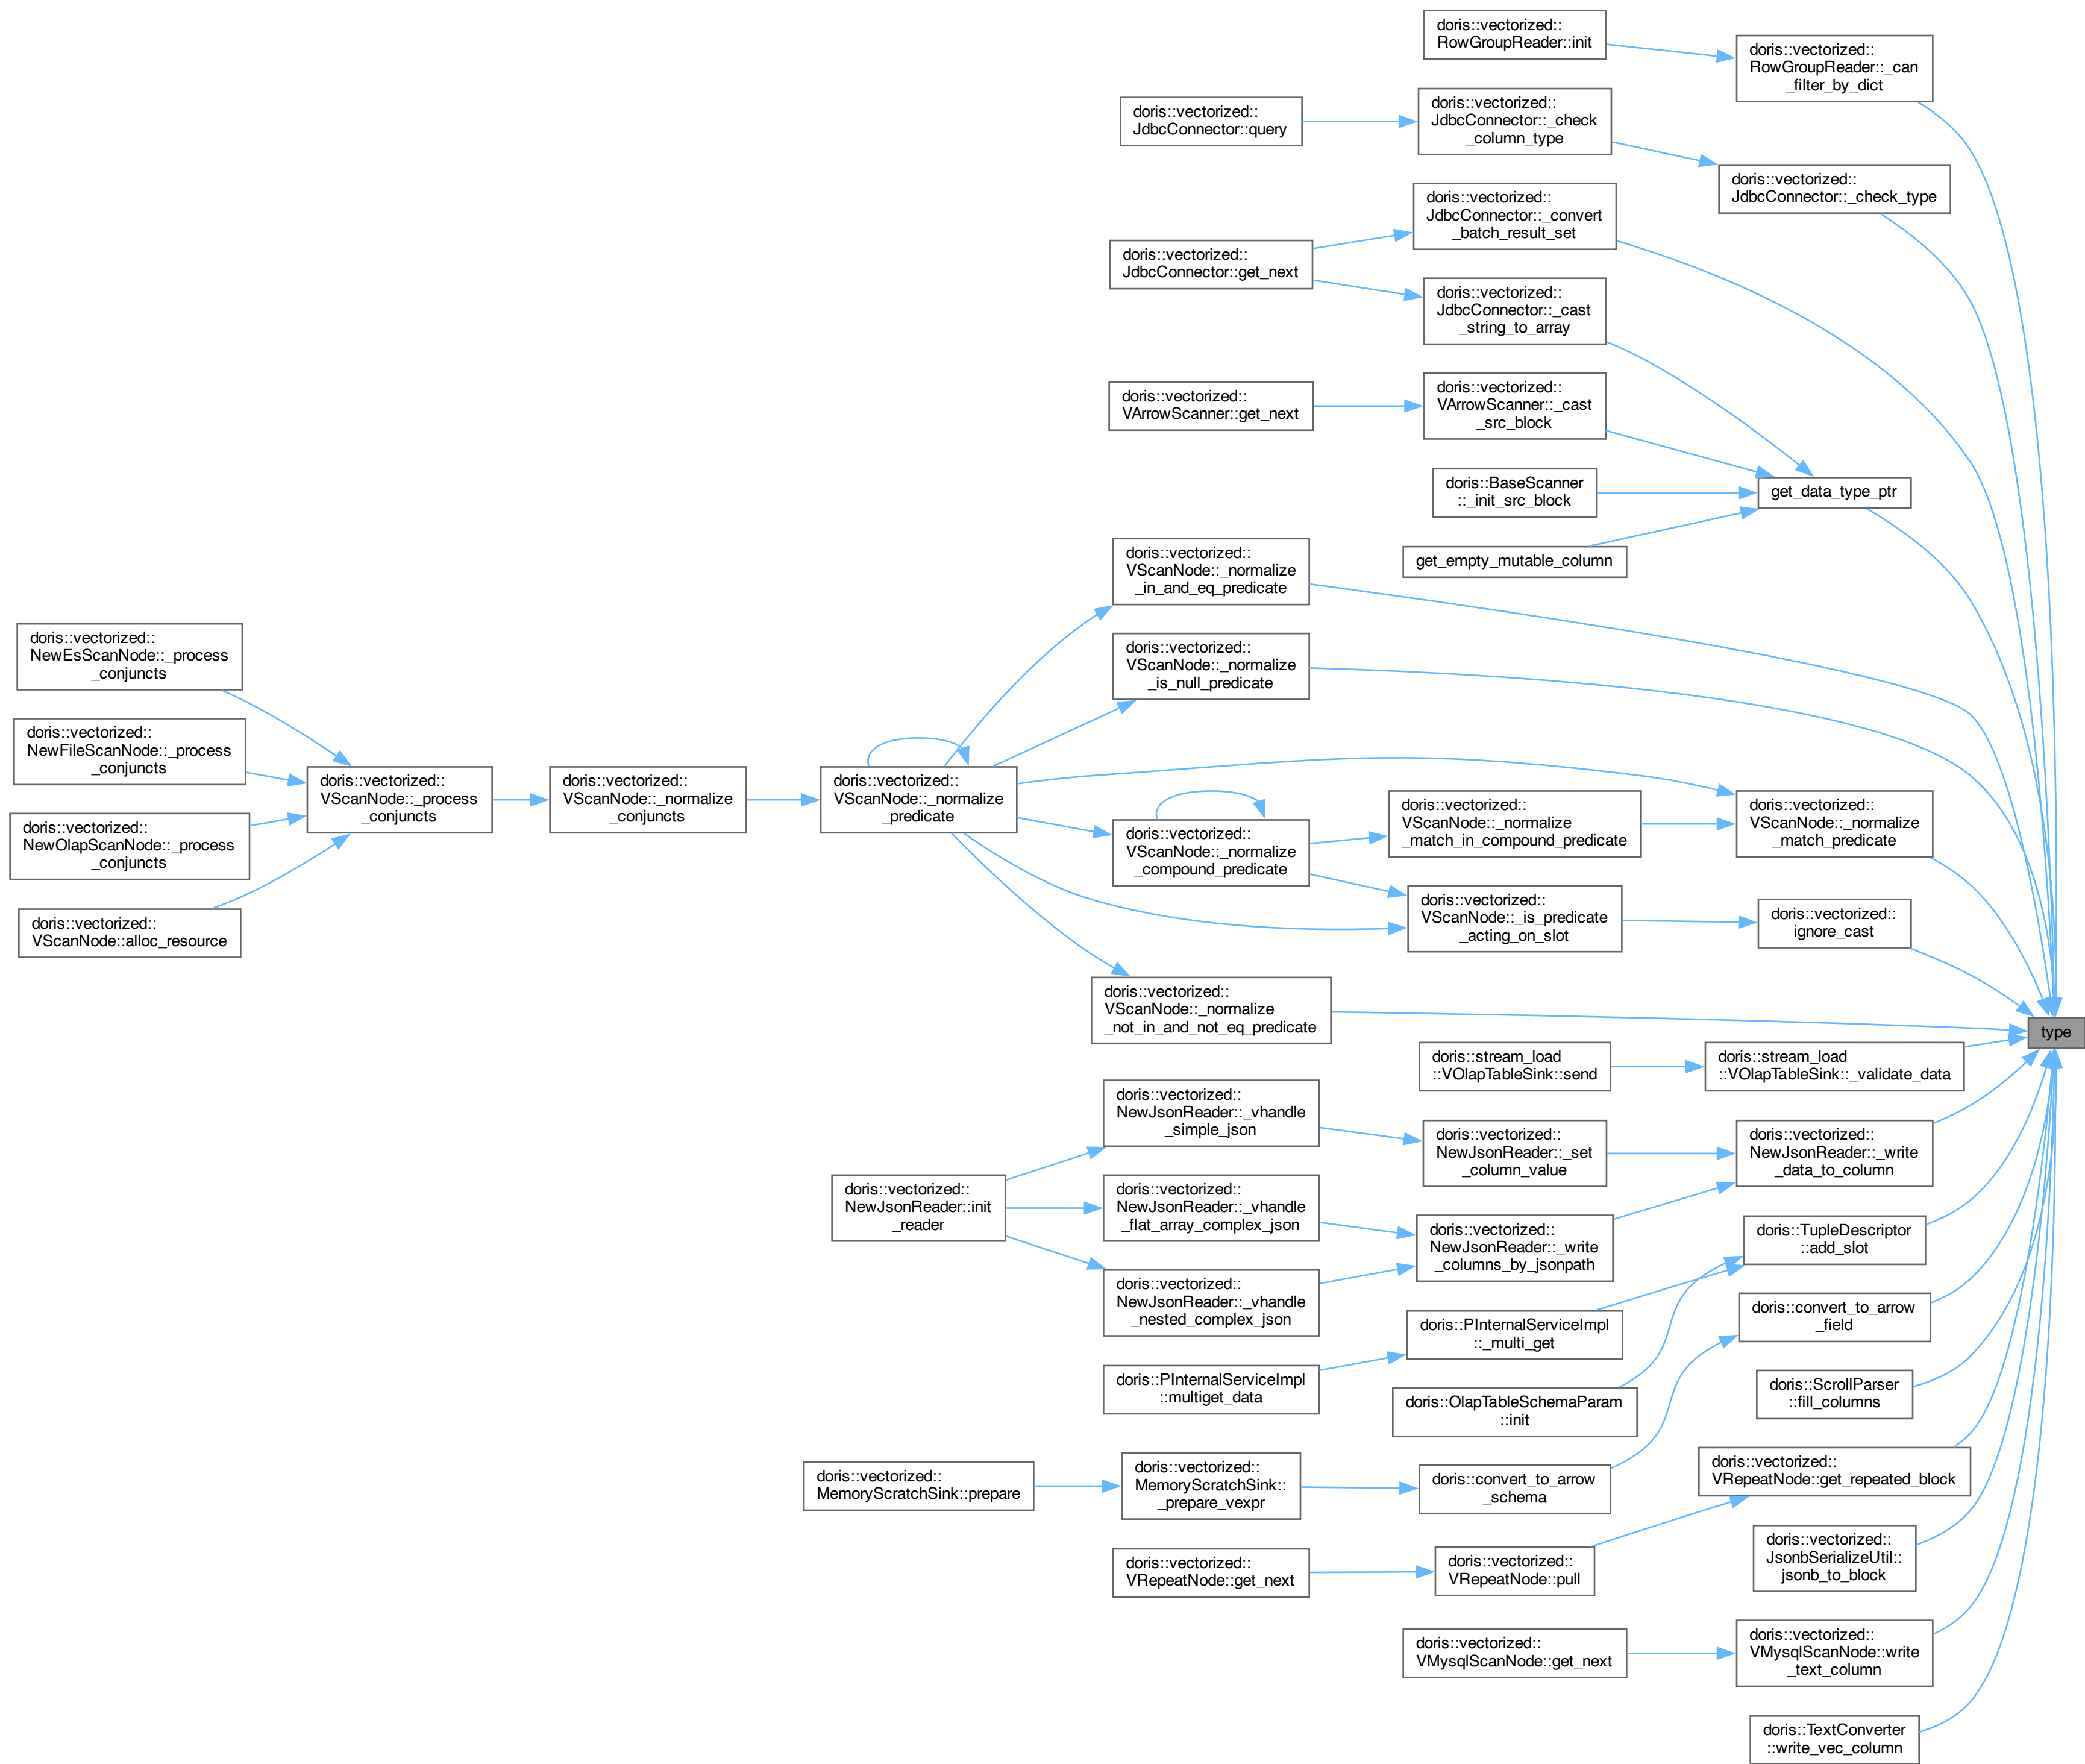 doris::vectorized::
RowGroupReader::init
doris::vectorized::
RowGroupReader::_can
_filter_by_dict
doris::vectorized::
JdbcConnector::query
doris::vectorized::
JdbcConnector::_check
_column_type
doris::vectorized::
JdbcConnector::_check_type
doris::vectorized::
JdbcConnector::_convert
_batch_result_set
doris::vectorized::
JdbcConnector::get_next
doris::vectorized::
JdbcConnector::_cast
_string_to_array
doris::vectorized::
VArrowScanner::get_next
doris::vectorized::
VArrowScanner::_cast
_src_block
doris::BaseScanner
::_init_src_block
get_data_type_ptr
get_empty_mutable_column
doris::vectorized::
VScanNode::_normalize
_in_and_eq_predicate
doris::vectorized::
NewEsScanNode::_process
_conjuncts
doris::vectorized::
VScanNode::_normalize
_is_null_predicate
doris::vectorized::
NewFileScanNode::_process
_conjuncts
doris::vectorized::
VScanNode::_process
_conjuncts
doris::vectorized::
VScanNode::_normalize
_conjuncts
doris::vectorized::
VScanNode::_normalize
_predicate
doris::vectorized::
VScanNode::_normalize
_match_in_compound_predicate
doris::vectorized::
VScanNode::_normalize
_match_predicate
doris::vectorized::
NewOlapScanNode::_process
_conjuncts
doris::vectorized::
VScanNode::_normalize
_compound_predicate
doris::vectorized::
VScanNode::_is_predicate
_acting_on_slot
doris::vectorized::
ignore_cast
doris::vectorized::
VScanNode::alloc_resource
doris::vectorized::
VScanNode::_normalize
_not_in_and_not_eq_predicate
type
doris::stream_load
::VOlapTableSink::send
doris::stream_load
::VOlapTableSink::_validate_data
doris::vectorized::
NewJsonReader::_vhandle
_simple_json
doris::vectorized::
NewJsonReader::_set
_column_value
doris::vectorized::
NewJsonReader::_write
_data_to_column
doris::vectorized::
NewJsonReader::init
_reader
doris::vectorized::
NewJsonReader::_vhandle
_flat_array_complex_json
doris::vectorized::
NewJsonReader::_write
_columns_by_jsonpath
doris::TupleDescriptor
::add_slot
doris::vectorized::
NewJsonReader::_vhandle
_nested_complex_json
doris::PInternalServiceImpl
::_multi_get
doris::convert_to_arrow
_field
doris::PInternalServiceImpl
::multiget_data
doris::OlapTableSchemaParam
::init
doris::ScrollParser
::fill_columns
doris::vectorized::
MemoryScratchSink::prepare
doris::vectorized::
MemoryScratchSink::
_prepare_vexpr
doris::convert_to_arrow
_schema
doris::vectorized::
VRepeatNode::get_repeated_block
doris::vectorized::
VRepeatNode::get_next
doris::vectorized::
VRepeatNode::pull
doris::vectorized::
JsonbSerializeUtil::
jsonb_to_block
doris::vectorized::
VMysqlScanNode::get_next
doris::vectorized::
VMysqlScanNode::write
_text_column
doris::TextConverter
::write_vec_column